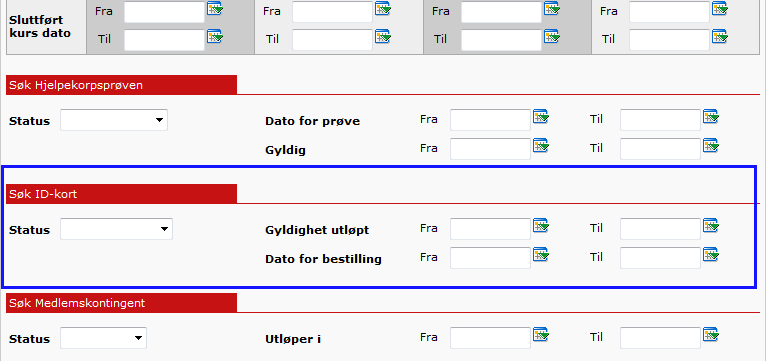 Sluttført kurs dato Fra Fra Fra Fra
Til Til Til Til
Søk Hjelpekorpsprøven
Status Dato for prøve Fra Til
Gyldig Fra Til
Søk ID-kort
Status Gyldighet utløpt Fra Til
Dato for bestilling Fra Til
Søk Medlemskontingent
Status Utløper i Fra Til